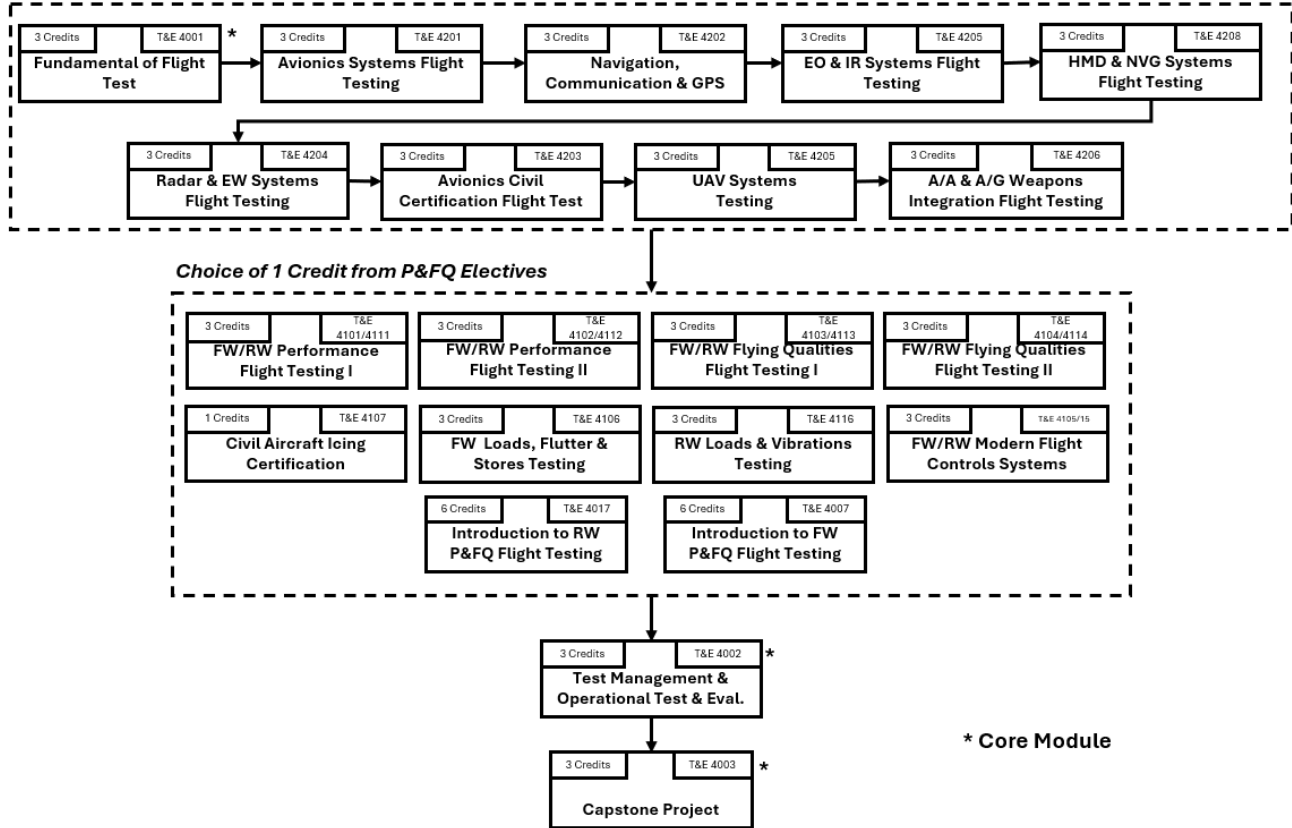 3 Credits T&E 4001 *
Fundamental of Flight
Test
3 Credits T&E 4201
Avionics Systems Flight
Testing
3 Credits T&E 4202
Navigation,
Communication & GPS
3 Credits T&E 4205
EO & IR Systems Flight
Testing
3 Credits T&E 4208
HMD & NVG Systems
Flight Testing
3 Credits T&E 4204
Radar & EW Systems
Flight Testing
3 Credits T&E 4203
Avionics Civil
Certification Flight Test
3 Credits T&E 4205
UAV Systems
Testing
3 Credits T&E 4206
A/A & A/G Weapons
Integration Flight Testing
Choice of 1 Credit from P&FQ Electives
3 Credits T&E
4101/4111
FW/RW Performance
Flight Testing I
3 Credits T&E
4102/4112
FW/RW Performance
Flight Testing II
3 Credits T&E
4103/4113
FW/RW Flying Qualities
Flight Testing I
3 Credits T&E
4104/4114
FW/RW Flying Qualities
Flight Testing II
1 Credits T&E 4107
Civil Aircraft Icing
Certification
3 Credits T&E 4106
FW Loads, Flutter &
Stores Testing
3 Credits T&E 4116
RW Loads & Vibrations
Testing
3 Credits T&E 4105/15
FW/RW Modern Flight
Controls Systems
6 Credits T&E 4017
Introduction to RW
P&FQ Flight Testing
6 Credits T&E 4007
Introduction to FW
P&FQ Flight Testing
3 Credits T&E 4002 *
Test Management &
Operational Test & Eval.
* Core Module
3 Credits T&E 4003 *
Capstone Project